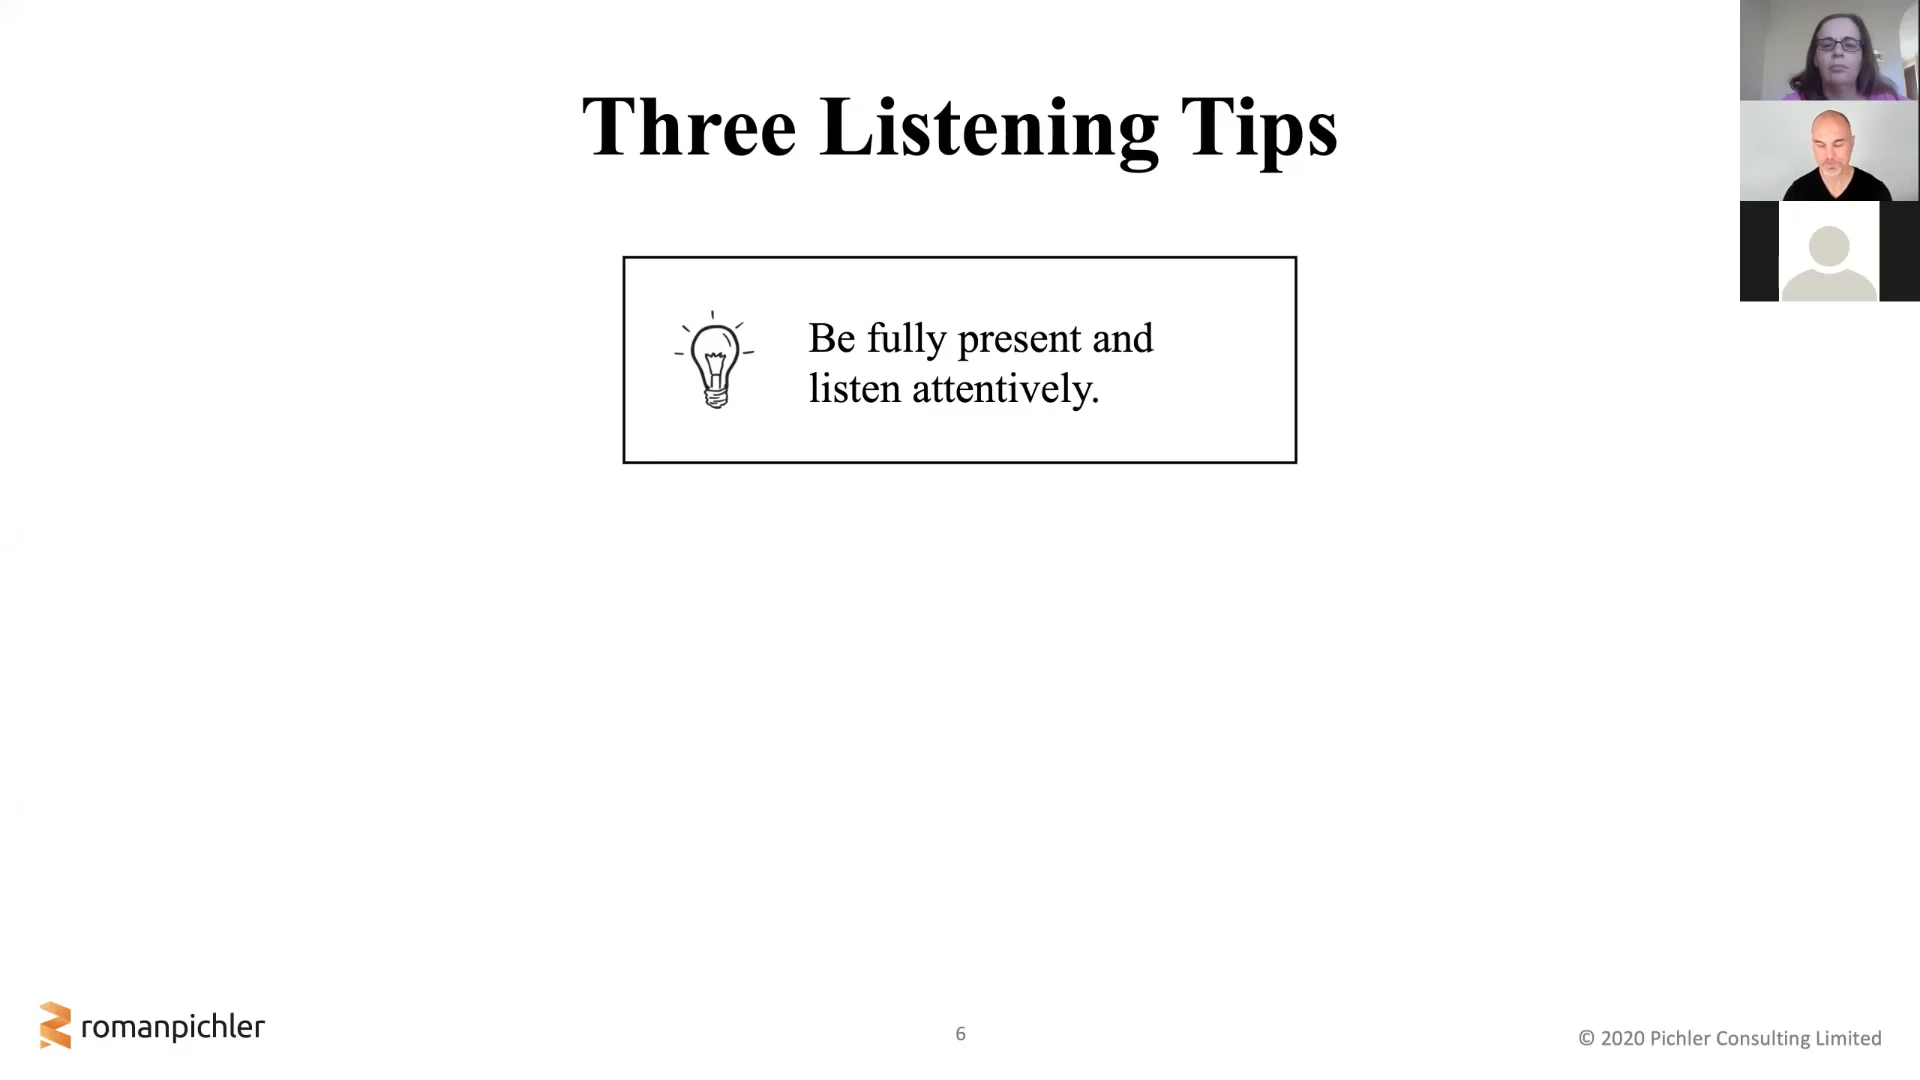 Three Listening Tips
Be fully present and
listen attentively.
romanpichler
6
© 2020 Pichler Consulting Limited